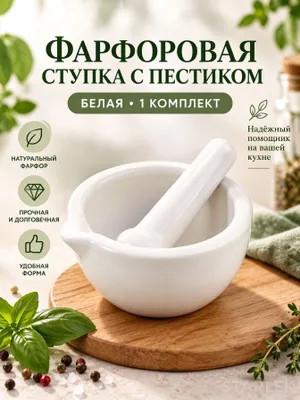 ФАРФОРОВАЯ
СТУПКА С ПЕСТИКОМ
БЕЛАЯ • 1 КОМПЛЕКТ
НАТУРАЛЬНЫЙ
ФАРФОР
ПРОЧНАЯ
И ДОЛГОВЕЧНАЯ
УДОБНАЯ
ФОРМА
Надёжный
помощник
на вашей
кухне